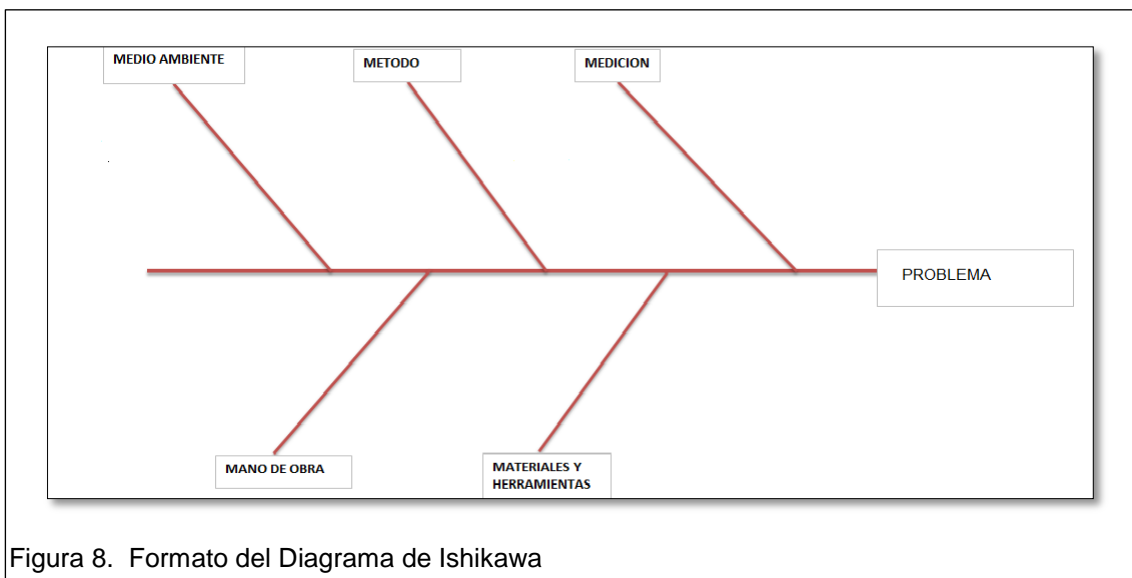 MEDIO AMBIENTE
METODO
MEDICION
PROBLEMA
MANO DE OBRA
MATERIALES Y
HERRAMIENTAS
Figura 8. Formato del Diagrama de Ishikawa